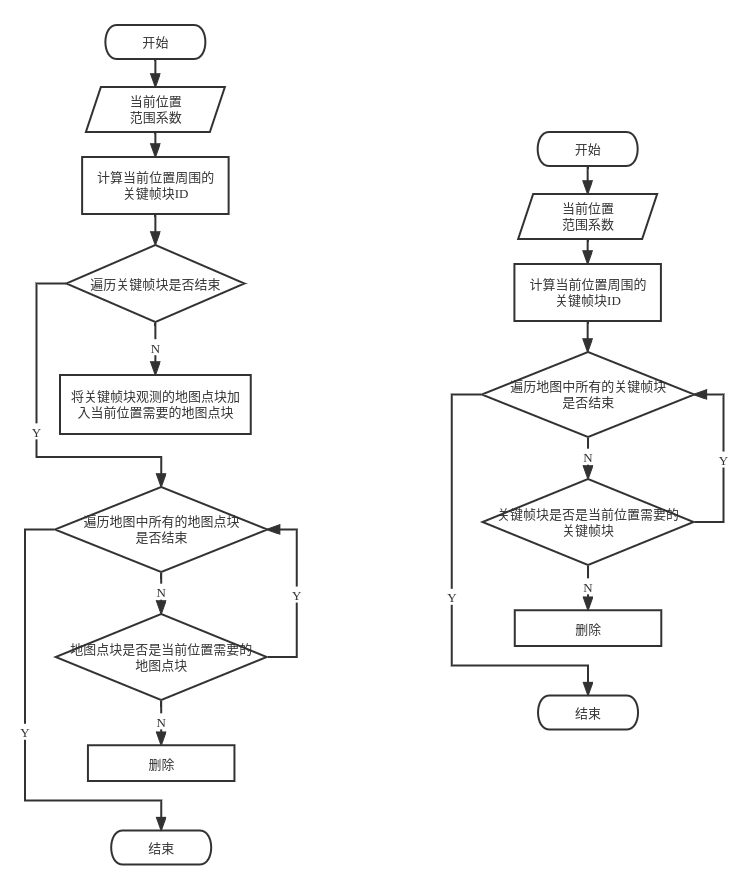 开始
当前位置
范围系数
计算当前位置周围的
关键帧块ID
遍历关键帧块是否结束
N
将关键帧块观测的地图点块加
入当前位置需要的地图点块
Y
遍历地图中所有的地图点块
是否结束
N
Y
地图点块是否是当前位置需要的
地图点块
N
Y
删除
结束
开始
当前位置
范围系数
计算当前位置周围的
关键帧块ID
遍历地图中所有的关键帧块
是否结束
N
Y
关键帧块是否是当前位置需要的
关键帧块
N
Y
删除
结束